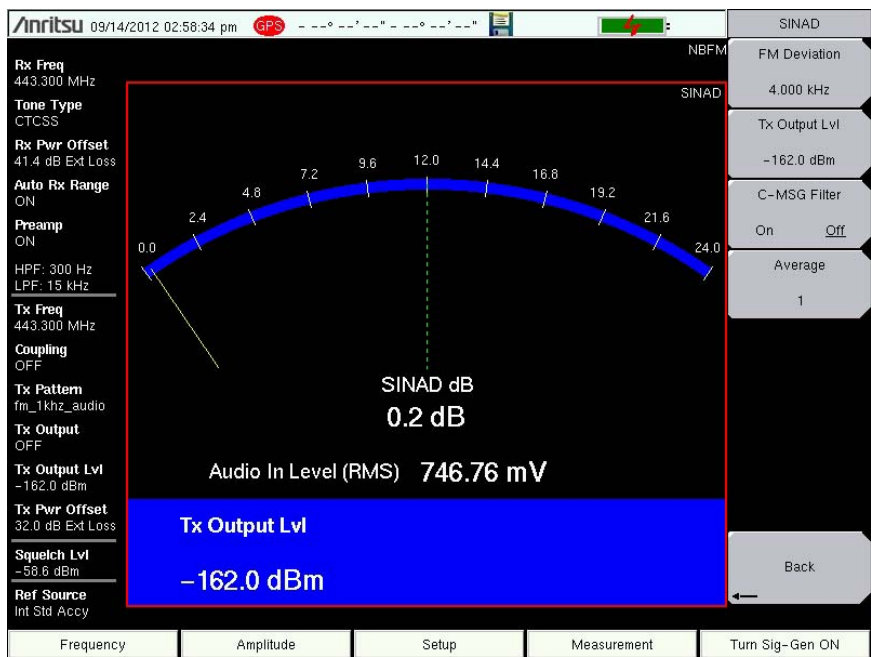 /Inritsu 09/14/2012 02:58:34 pm GPS - --° --'--" - --° --'--"
SINAD
NBFM
Rx Freq
443.300 MHz
Tone Type
CTCSS
Rx Pwr Offset
41.4 dB Ext Loss
Auto Rx Range
ON
Preamp
ON
HPF: 300 Hz
LPF: 15 kHz
Tx Freq
443.300 MHz
Coupling
OFF
Tx Pattern
fm_1khz_audio
Tx Output
OFF
Tx Output Lvl
-162.0 dBm
Tx Pwr Offset
32.0 dB Ext Loss
Squelch Lvl
-58.6 dBm
Ref Source
Int Std Accy
SINAD
0.0 2.4 4.8 7.2 9.6 12.0 14.4 16.8 19.2 21.6 24.0
SINAD dB
0.2 dB
Audio In Level (RMS) 746.76 mV
Tx Output Lvl
-162.0 dBm
FM Deviation
4.000 kHz
Tx Output Lvl
-162.0 dBm
C-MSG Filter
On Off
Average
1
Back
Frequency Amplitude Setup Measurement Turn Sig-Gen ON